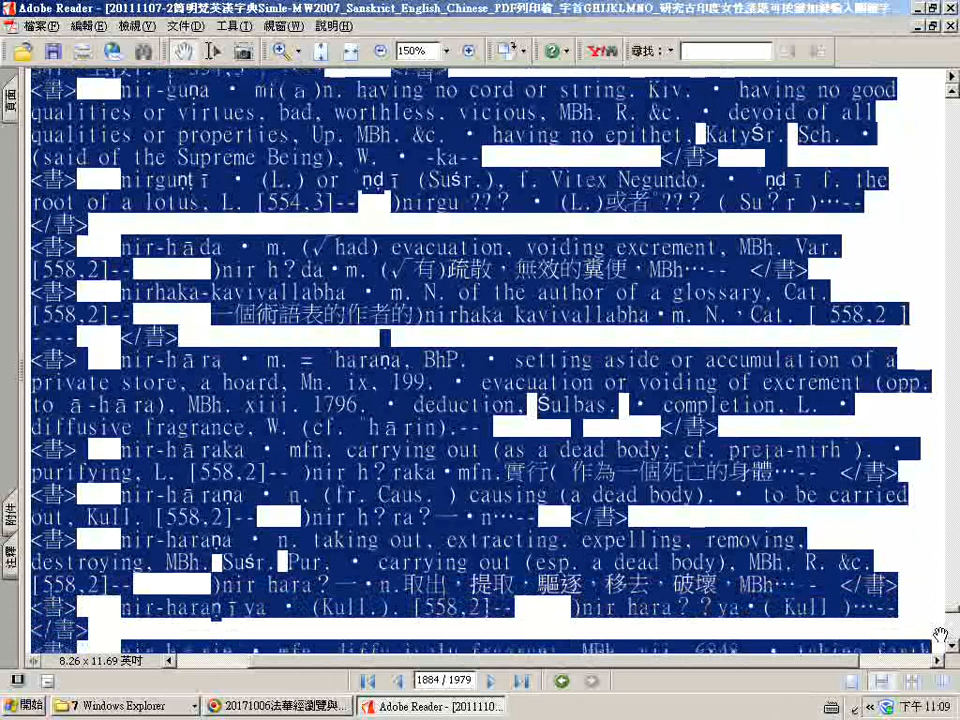 Adobe Reader - [20111107-2簡明梵英漢字典Simle-MW2007_Sanskrict_English_Chinese_PDF列印檔_字首GHIJKLMNO_研究古印度女性議題可按滑鼠輸入關鍵字...
檔案(F) 編輯(E) 檢視(V) 文件(D) 工具(T) 視窗(W) 說明(H)
150% 尋找：
頁面
附件
註釋
<書> nir-guṇa • mf(ā)n. having no cord or string. Kiv. • having no good
qualities or virtues, bad, worthless. vicious, MBh. R. &c. • devoid of all
qualities or properties, Up. MBh. &c. • having no epithet, KatyŚr. Sch. •
(said of the Supreme Being), W. • -ka-- </書>
<書> nirguṇṭī • (L.) or °ṇḍī (Suśr.), f. Vitex Negundo. • °ṇḍī f. the
root of a lotus, L. [554,3]-- )nirgu ??? • (L.)或者°??? ( Su?r )…--
</書>
<書> nir-hāda • m. (√had) evacuation, voiding excrement, MBh. Var.
[558,2]-- )nir h?da•m. (√有)疏散，無效的糞便，MBh…-- </書>
<書> nirhaka-kavivallabha • m. N. of the author of a glossary, Cat.
[558,2]-- 一個術語表的作者的)nirhaka kavivallabha•m. N.，Cat. [ 558,2 ]
---- </書>
<書> nir-hāra • m. = °haraṇa, BhP. • setting aside or accumulation of a
private store, a hoard, Mn. ix, 199. • evacuation or voiding of excrement (opp.
to ā-hāra), MBh. xiii. 1796. • deduction, Śulbas. • completion, L. •
diffusive fragrance, W. (cf. °hārin).-- </書>
<書> nir-hāraka • mfn. carrying out (as a dead body; cf. preta-nirh ). •
purifying, L. [558,2]-- )nir h?raka•mfn.實行( 作為一個死亡的身體…-- </書>
<書> nir-hāraṇa • n. (fr. Caus. ) causing (a dead body). • to be carried
out, Kull. [558,2]-- )nir h?ra?一•n…-- </書>
<書> nir-haraṇa • n. taking out, extracting. expelling, removing,
destroying, MBh. Suśr. Pur. • carrying out (esp. a dead body), MBh. R. &c.
[558,2]-- )nir hara?一•n.取出，提取，驅逐，移去，破壞，MBh…-- </書>
<書> nir-haraṇīya • (Kull.). [558,2]-- )nir hara??ya•( Kull )…--
</書>
8.26 x 11.69 英吋
1884 / 1979
開始 7 Windows Explorer 20171006法華經瀏覽與... Adobe Reader - [2011110... 下午 11:09